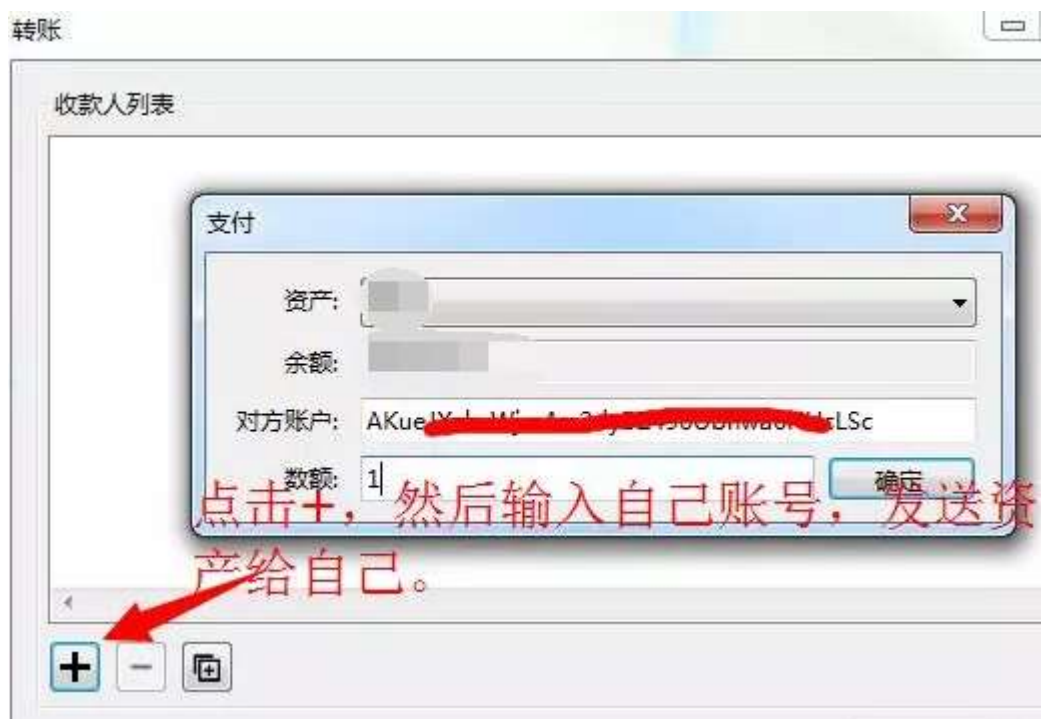 转账
收款人列表
支付
资产:
余额:
对方账户: AKue cLSc
数额: 1
确定
点击+，然后输入自己账号，发送资
产给自己。